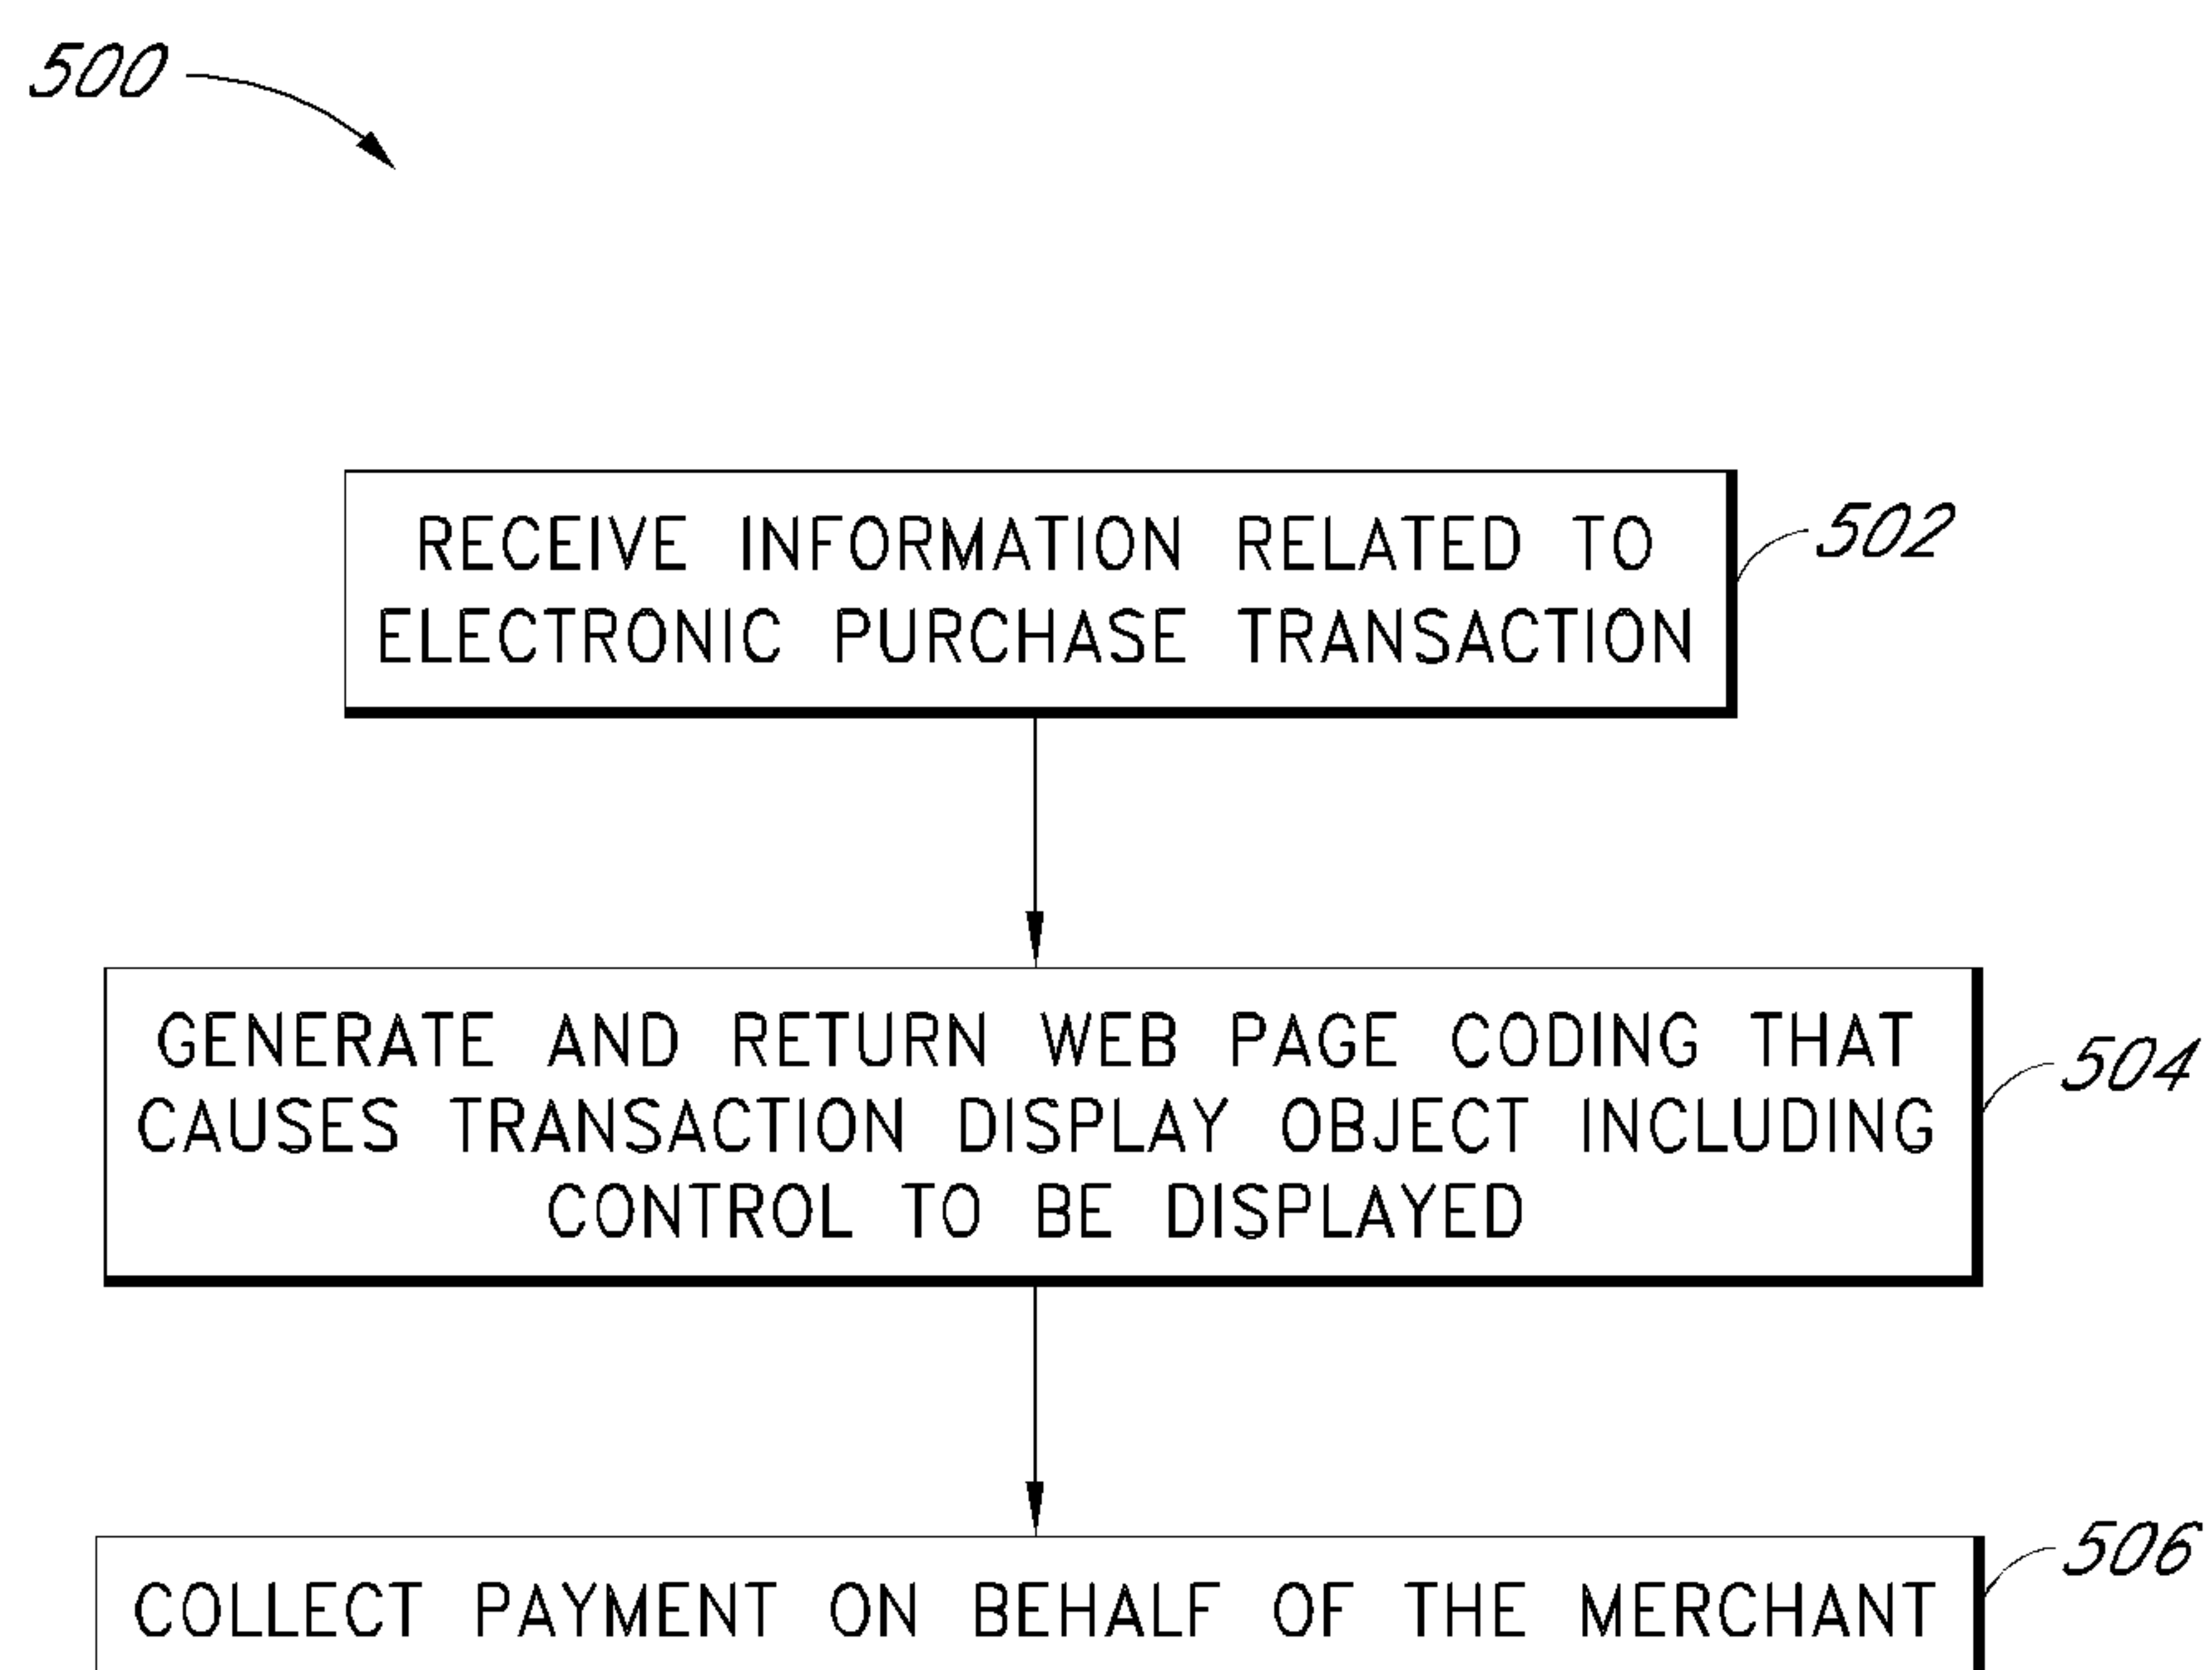 500
RECEIVE INFORMATION RELATED TO
ELECTRONIC PURCHASE TRANSACTION
502
GENERATE AND RETURN WEB PAGE CODING THAT
CAUSES TRANSACTION DISPLAY OBJECT INCLUDING
CONTROL TO BE DISPLAYED
504
COLLECT PAYMENT ON BEHALF OF THE MERCHANT
506